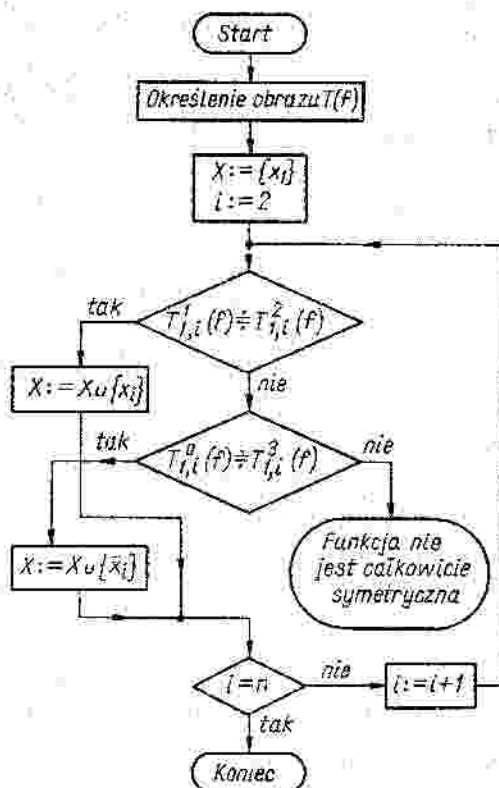 Start
Określenie obrazu T(f)
X:={x₁}
i:=2
tak
T¹₁,ᵢ(f)÷T²₁,ᵢ(f)
X:=X∪{xᵢ}
nie
tak
T⁰₁,ᵢ(f)÷T³₁,ᵢ(f)
nie
X:=X∪{x̄ᵢ}
Funkcja nie
jest całkowicie
symetryczna
i=n
nie
i:=i+1
tak
Koniec